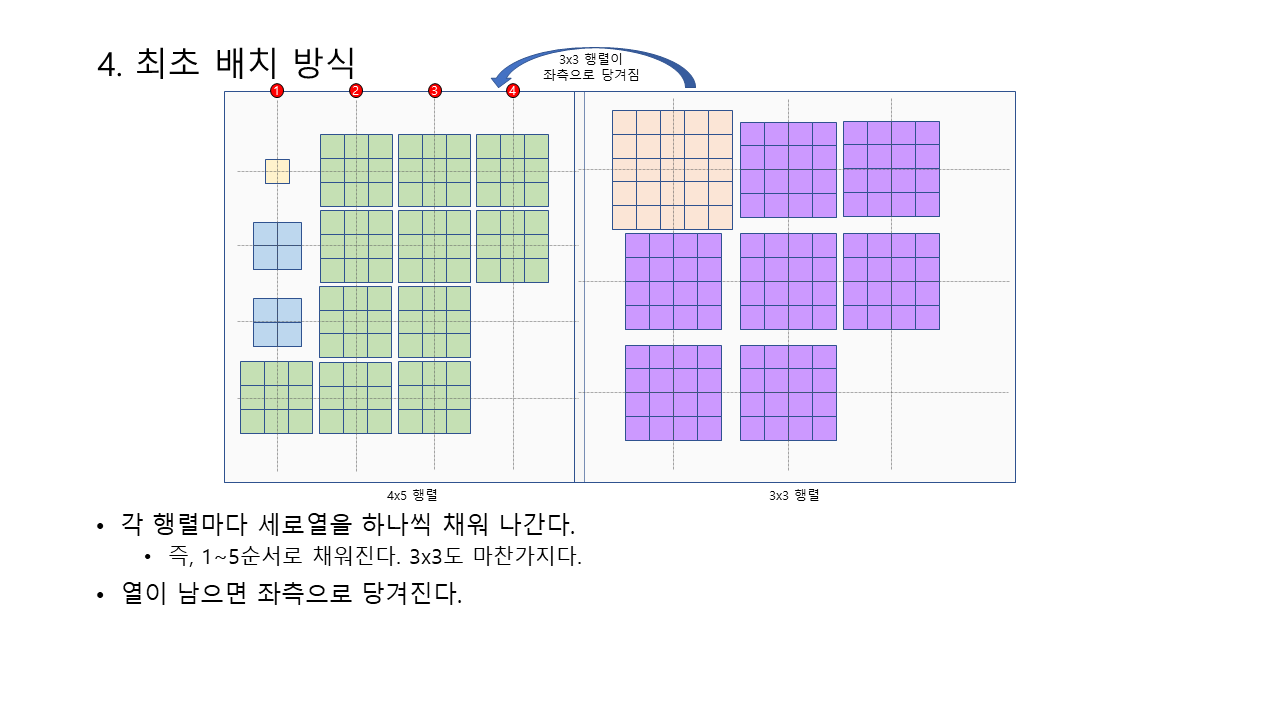 4. 최초 배치 방식
3x3 행렬이
좌측으로 당겨짐
1 2 3 4
4x5 행렬
3x3 행렬
• 각 행렬마다 세로열을 하나씩 채워 나간다.
• 즉, 1~5순서로 채워진다. 3x3도 마찬가지다.
• 열이 남으면 좌측으로 당겨진다.